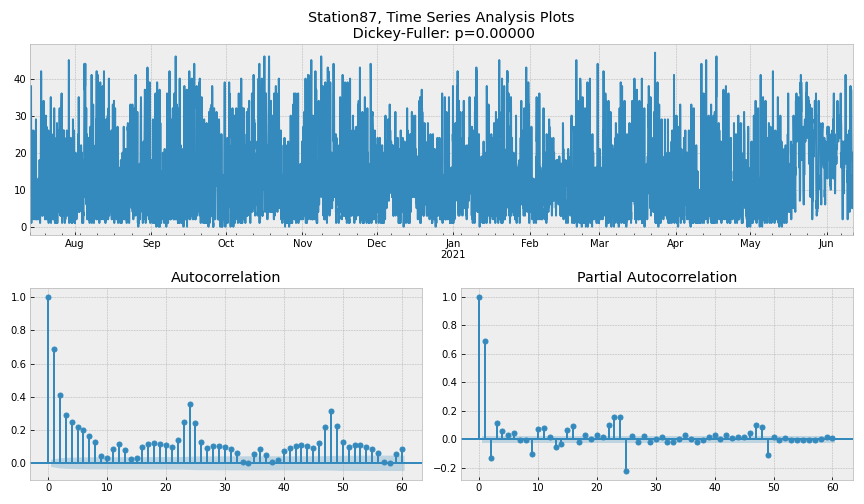 Station87, Time Series Analysis Plots
Dickey-Fuller: p=0.00000
40
30
20
10
0
Aug Sep Oct Nov Dec Jan Feb Mar Apr May Jun
2021
Autocorrelation
1.0
0.8
0.6
0.4
0.2
0.0
0 10 20 30 40 50 60
Partial Autocorrelation
1.0
0.8
0.6
0.4
0.2
0.0
−0.2
0 10 20 30 40 50 60